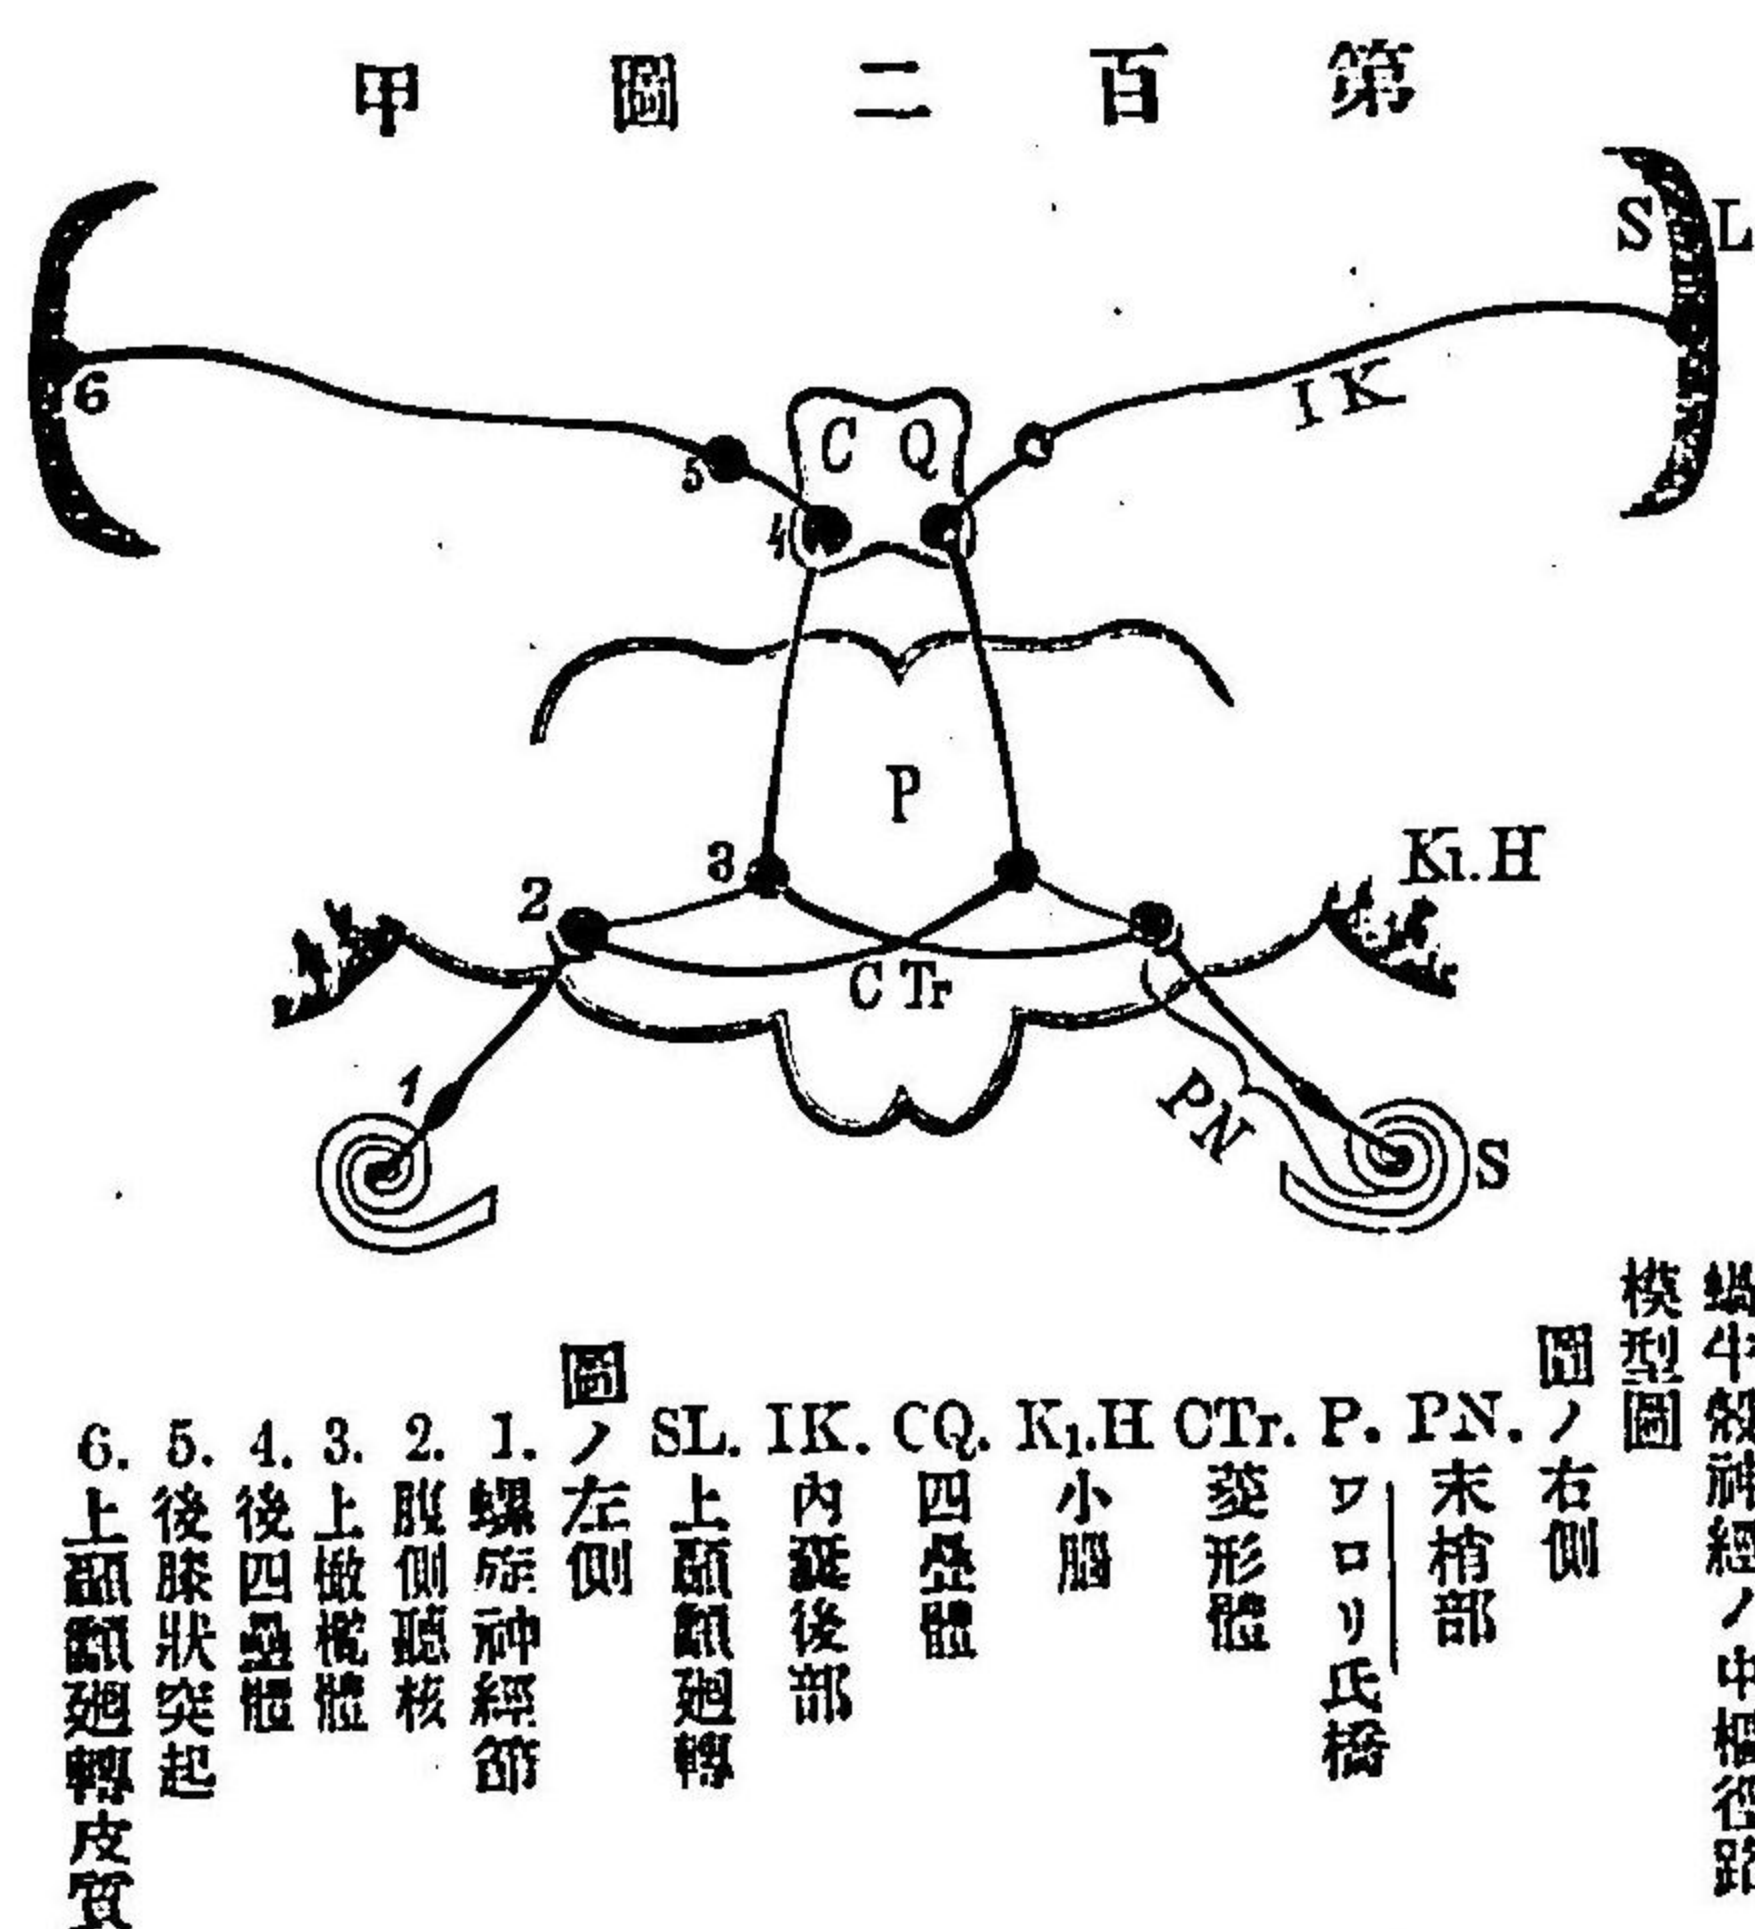 第百二圖甲
S L
6
I K
C Q
5
4
P
3
Ki.H
2
C Tr
1
PN
S
蝸牛殻神經ノ中樞徑路
模型圖
圖ノ右側
PN. 末梢部
P. ワロリ氏橋
CTr. 菱形體
Kl.H 小腦
CQ. 四疊體
IK. 內囊後部
SL. 上顳顬廻轉
圖ノ左側
1. 螺旋神經節
2. 腹側聽核
3. 上橄欖體
4. 後四疊體
5. 後膝狀突起
6. 上顳顬廻轉皮質